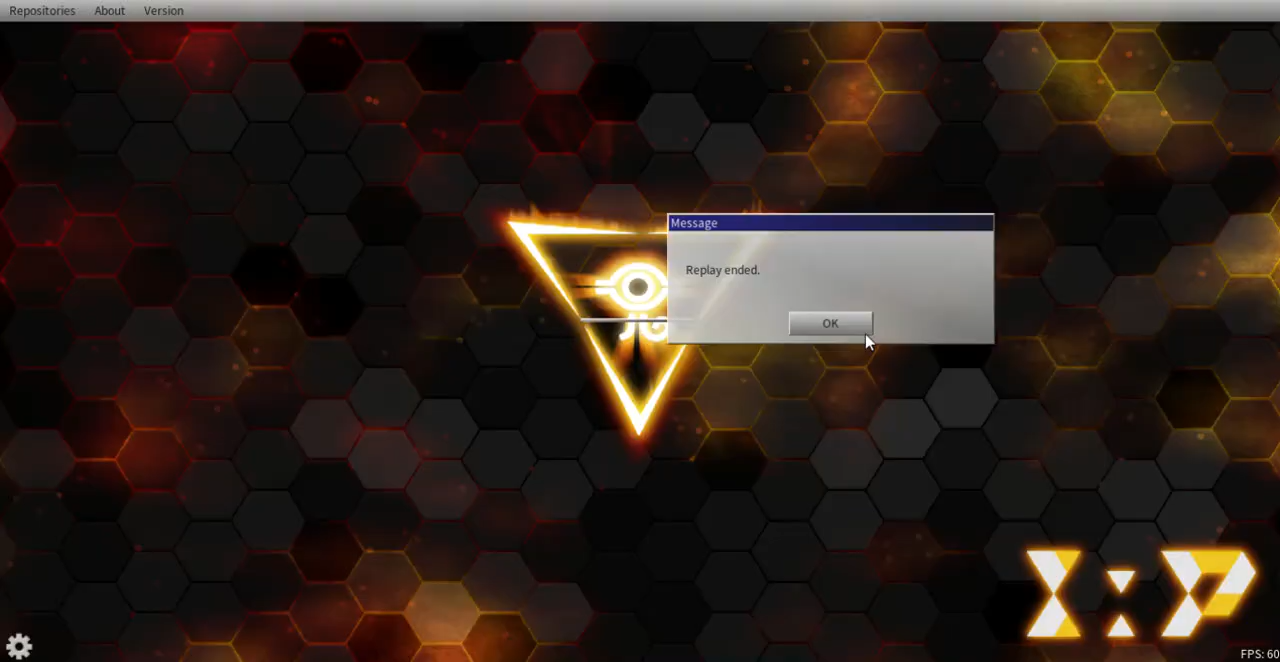 Repositories About Version
Message
Replay ended.
OK
X:P
FPS: 60